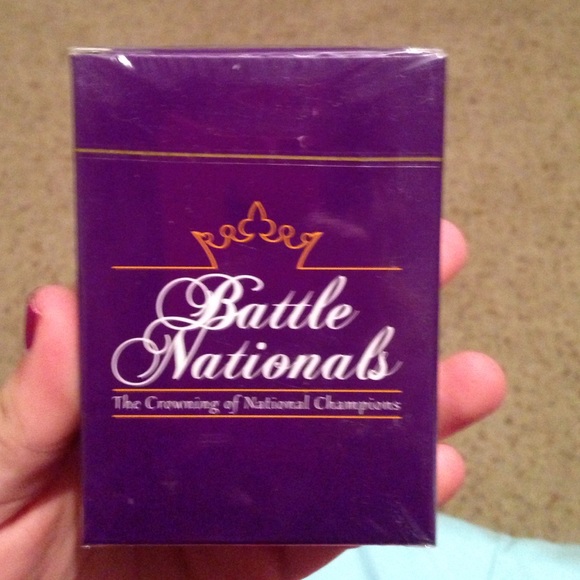 Battle
Nationals
The Crowning of National Champions